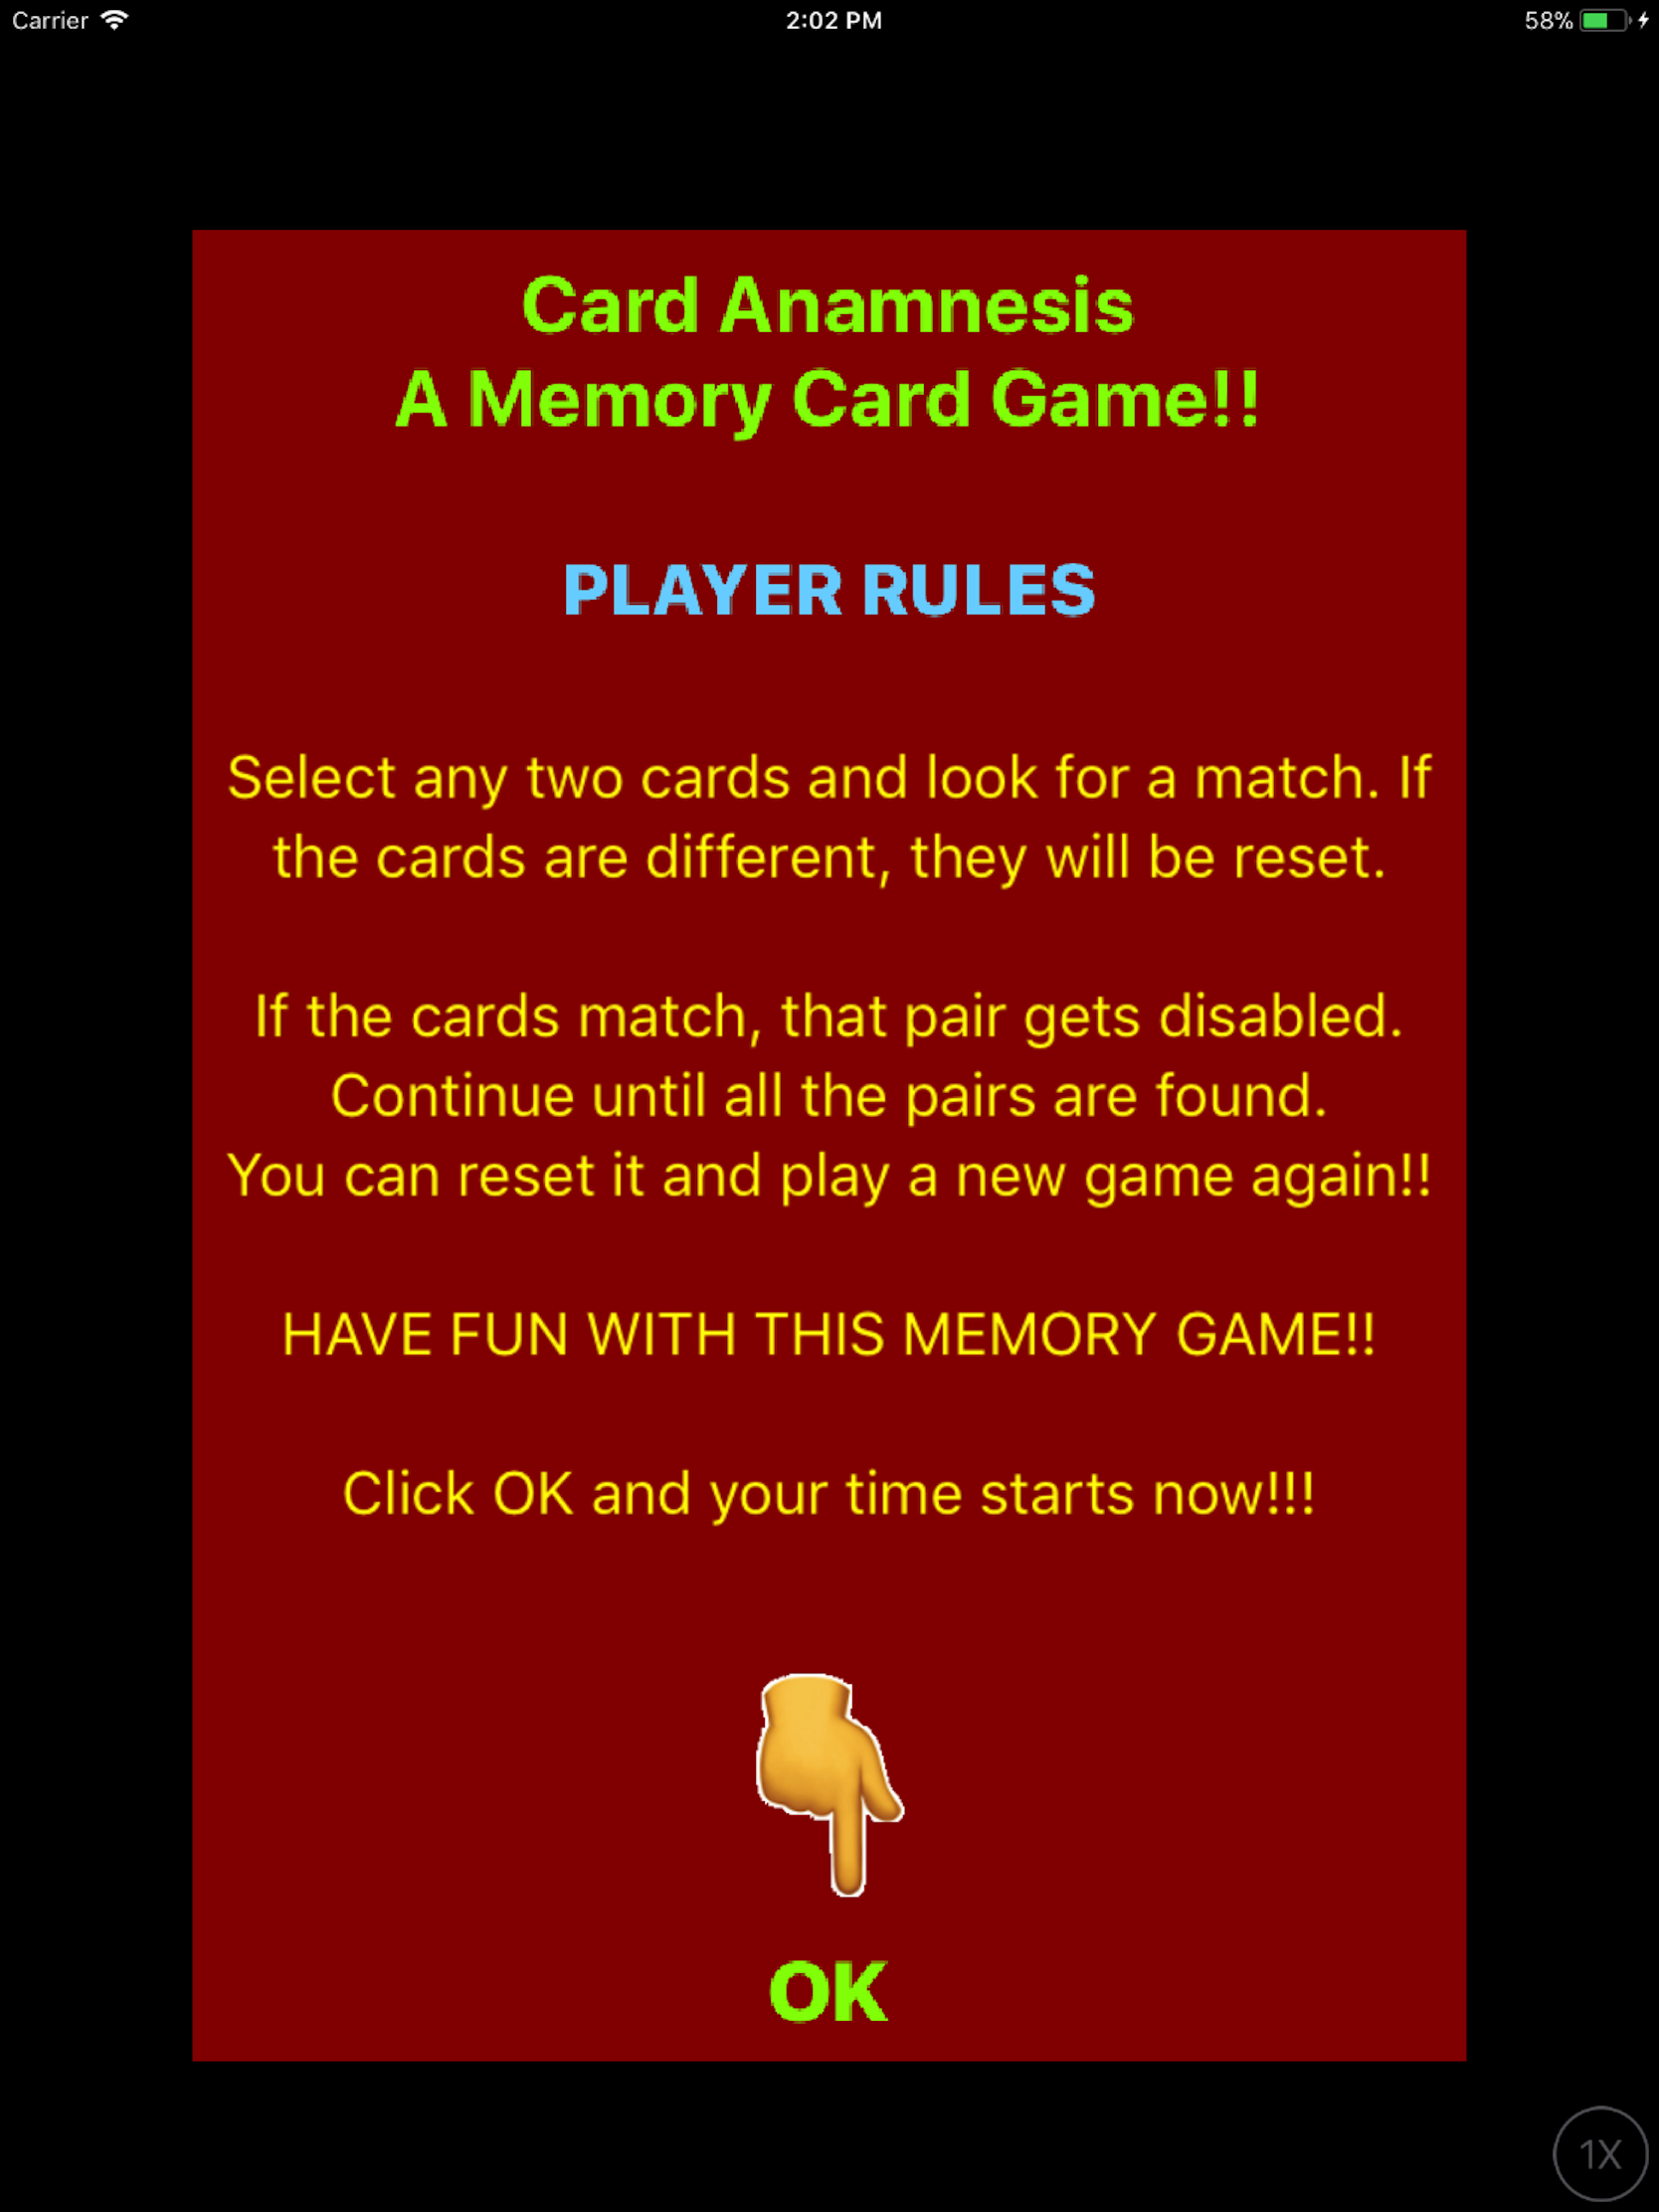 Carrier
2:02 PM
58%
Card Anamnesis
A Memory Card Game!!
PLAYER RULES
Select any two cards and look for a match. If
the cards are different, they will be reset.
If the cards match, that pair gets disabled.
Continue until all the pairs are found.
You can reset it and play a new game again!!
HAVE FUN WITH THIS MEMORY GAME!!
Click OK and your time starts now!!!
OK
1X